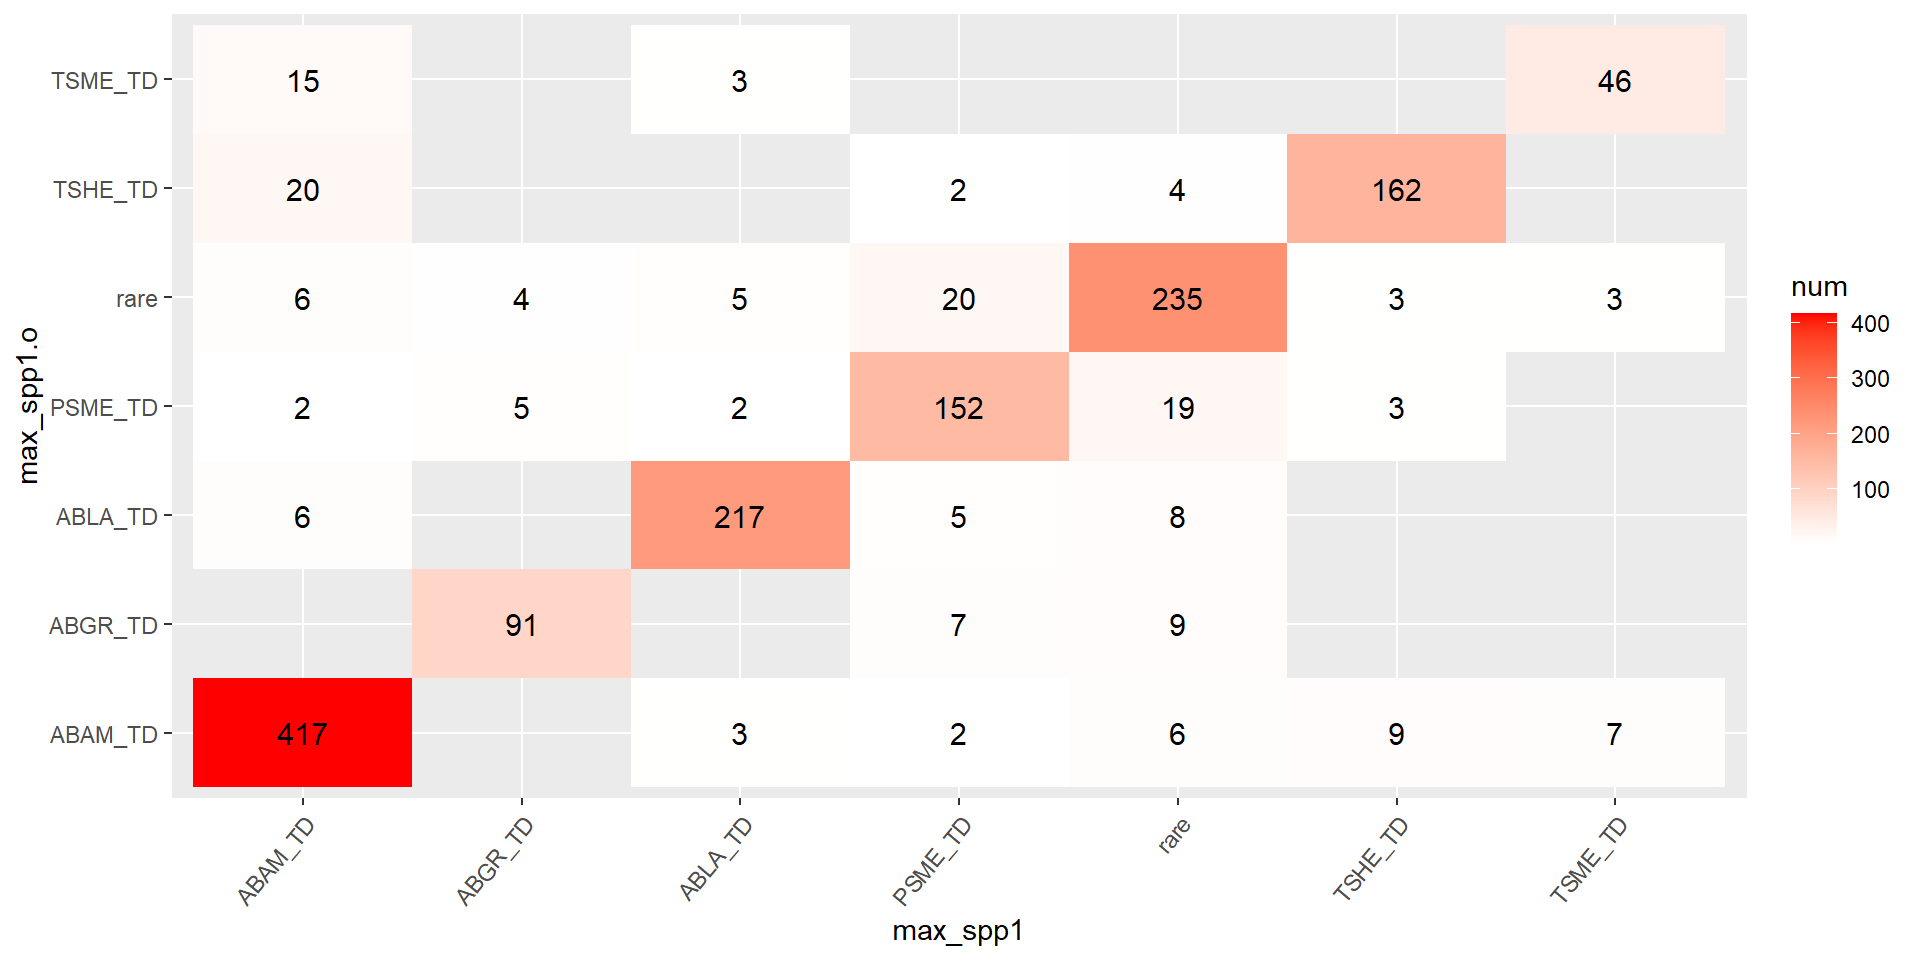 TSME_TD 15 3 46
TSHE_TD 20 2 4 162
rare 6 4 5 20 235 3 3
PSME_TD 2 5 2 152 19 3
ABLA_TD 6 217 5 8
ABGR_TD 91 7 9
ABAM_TD 417 3 2 6 9 7
max_spp1.o
ABAM_TD ABGR_TD ABLA_TD PSME_TD rare TSHE_TD TSME_TD
max_spp1
num
400
300
200
100